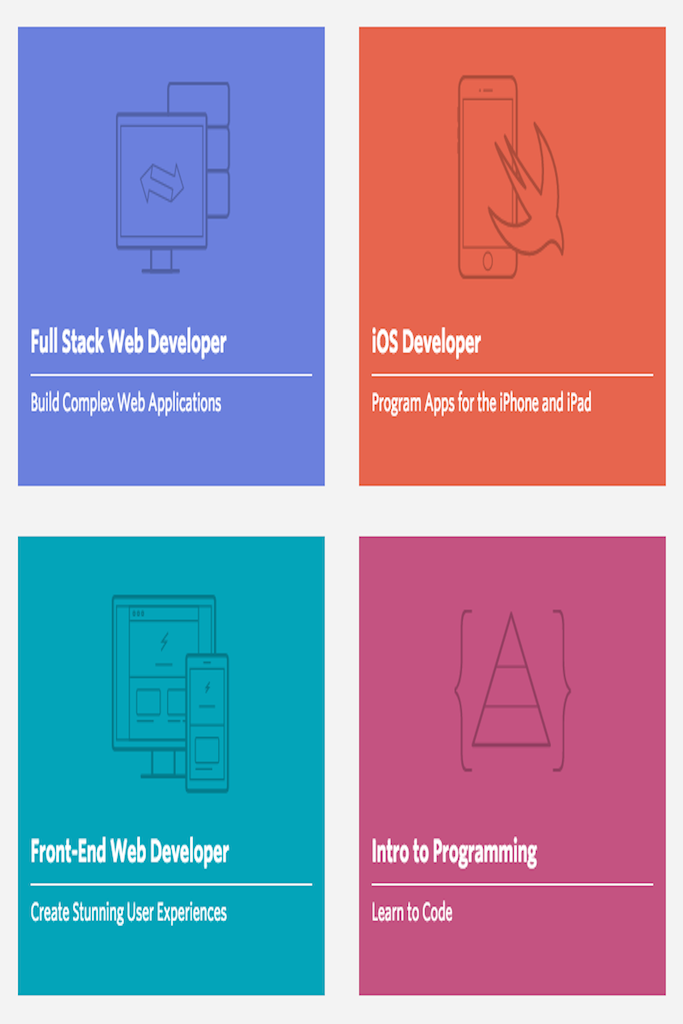 Full Stack Web Developer
Build Complex Web Applications
iOS Developer
Program Apps for the iPhone and iPad
Front-End Web Developer
Create Stunning User Experiences
Intro to Programming
Learn to Code